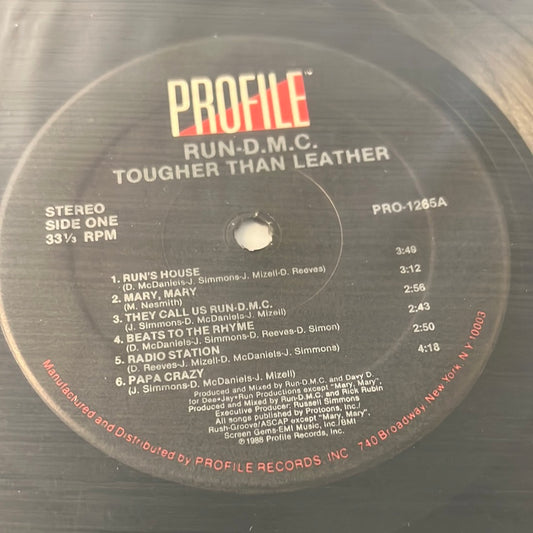 PROFILE™
RUN-D.M.C.
TOUGHER THAN LEATHER
STEREO
SIDE ONE
33⅓ RPM
PRO-1265A
1. RUN'S HOUSE 3:49
(D. McDaniels-J. Simmons-J. Mizell-D. Reeves)
2. MARY, MARY 3:12
(M. Nesmith)
3. THEY CALL US RUN-D.M.C. 2:56
(J. Simmons-D. McDaniels-J. Mizell)
4. BEATS TO THE RHYME 2:43
(D. McDaniels-J. Simmons-D. Reeves-D. Simon)
5. RADIO STATION 2:50
(D. Reeves-J. Mizell-D. McDaniels-J. Simmons)
6. PAPA CRAZY 4:18
(J. Simmons-D. McDaniels-J. Mizell)
Produced and Mixed by Run-D.M.C. and Davy D.
for Dee•Jay•Run Productions except "Mary, Mary",
Produced and Mixed by Run-D.M.C. and Rick Rubin
Executive Producer: Russell Simmons
All songs published by Protoons, Inc./
Rush-Groove/ASCAP except "Mary, Mary",
Screen Gems-EMI Music, Inc./BMI
℗1988 Profile Records, Inc.
Manufactured and Distributed by PROFILE RECORDS, INC. 740 Broadway, New York, N.Y. 10003